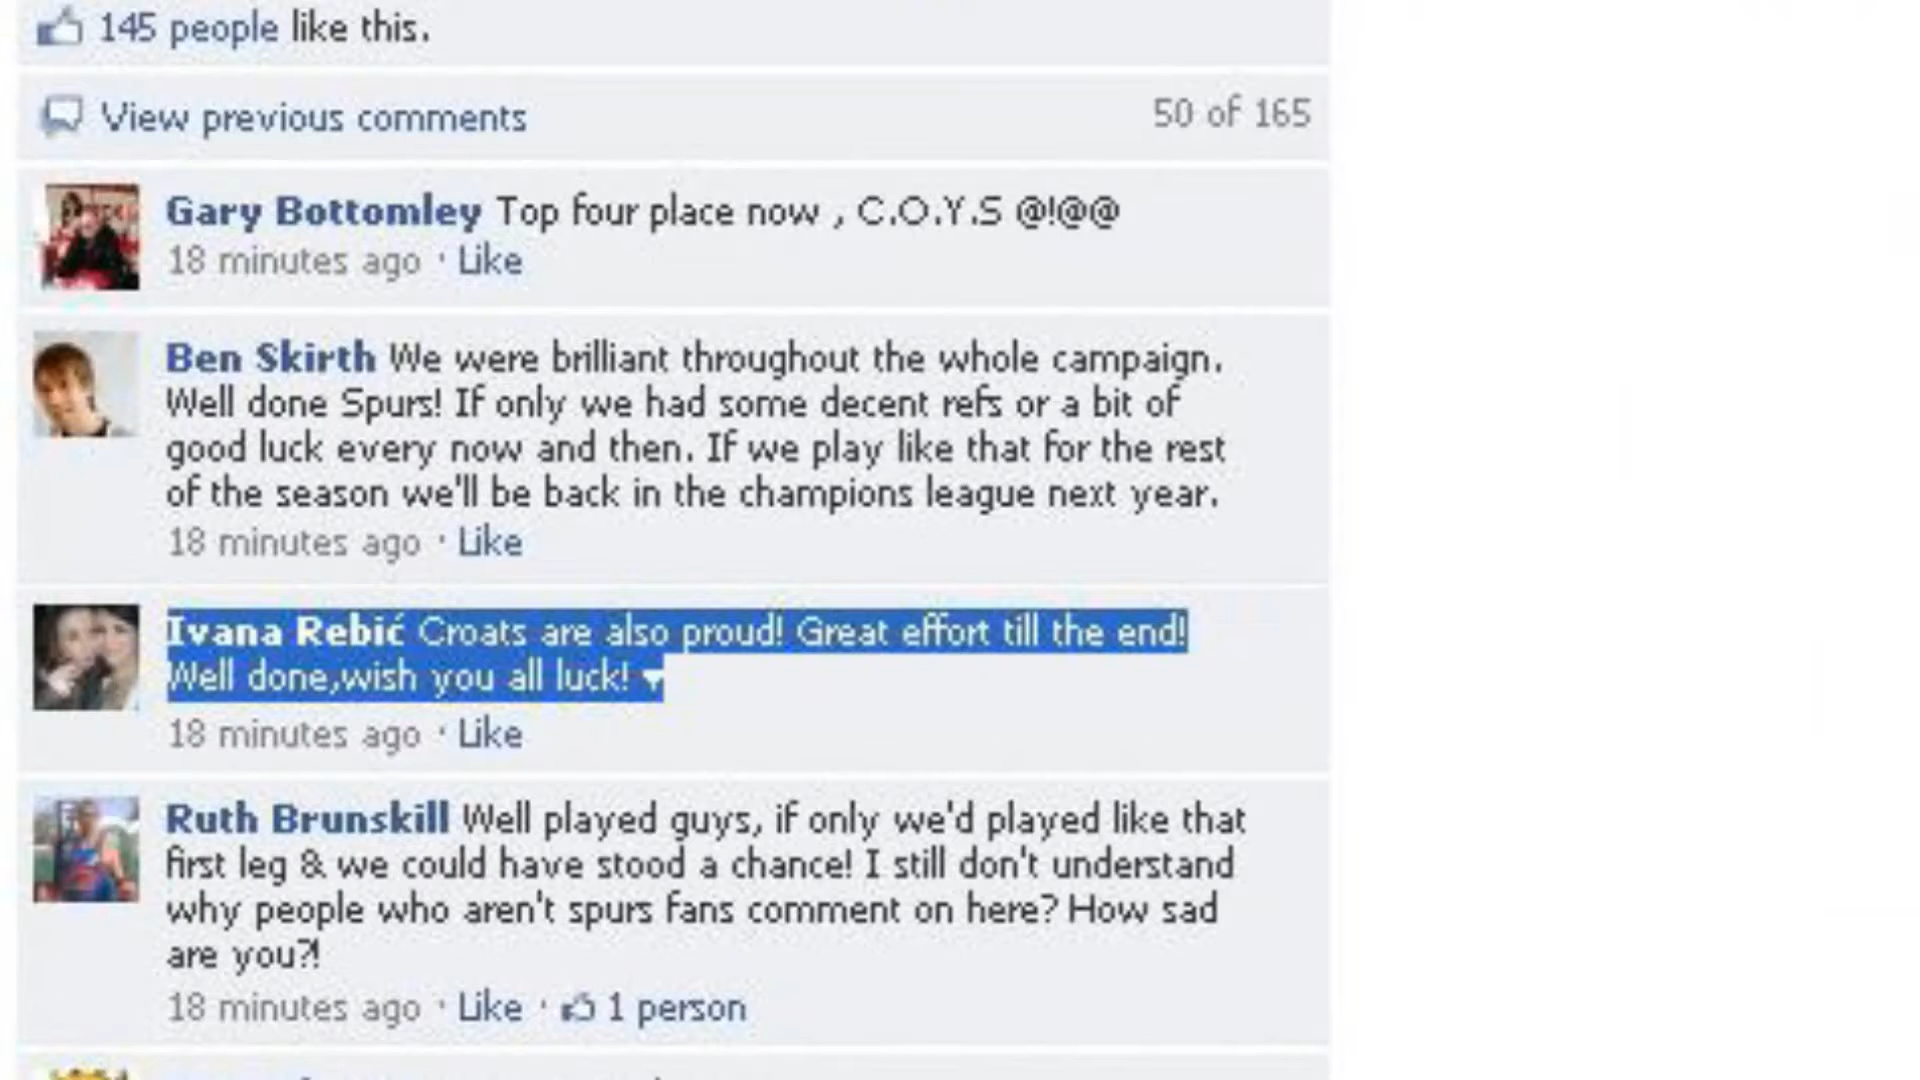 145 people like this.
View previous comments 50 of 165
Gary Bottomley Top four place now , C.O.Y.S @!@@
18 minutes ago · Like
Ben Skirth We were brilliant throughout the whole campaign.
Well done Spurs! If only we had some decent refs or a bit of
good luck every now and then. If we play like that for the rest
of the season we'll be back in the champions league next year.
18 minutes ago · Like
Ivana Rebić Croats are also proud! Great effort till the end!
Well done,wish you all luck! ♥
18 minutes ago · Like
Ruth Brunskill Well played guys, if only we'd played like that
first leg & we could have stood a chance! I still don't understand
why people who aren't spurs fans comment on here? How sad
are you?!
18 minutes ago · Like · 1 person